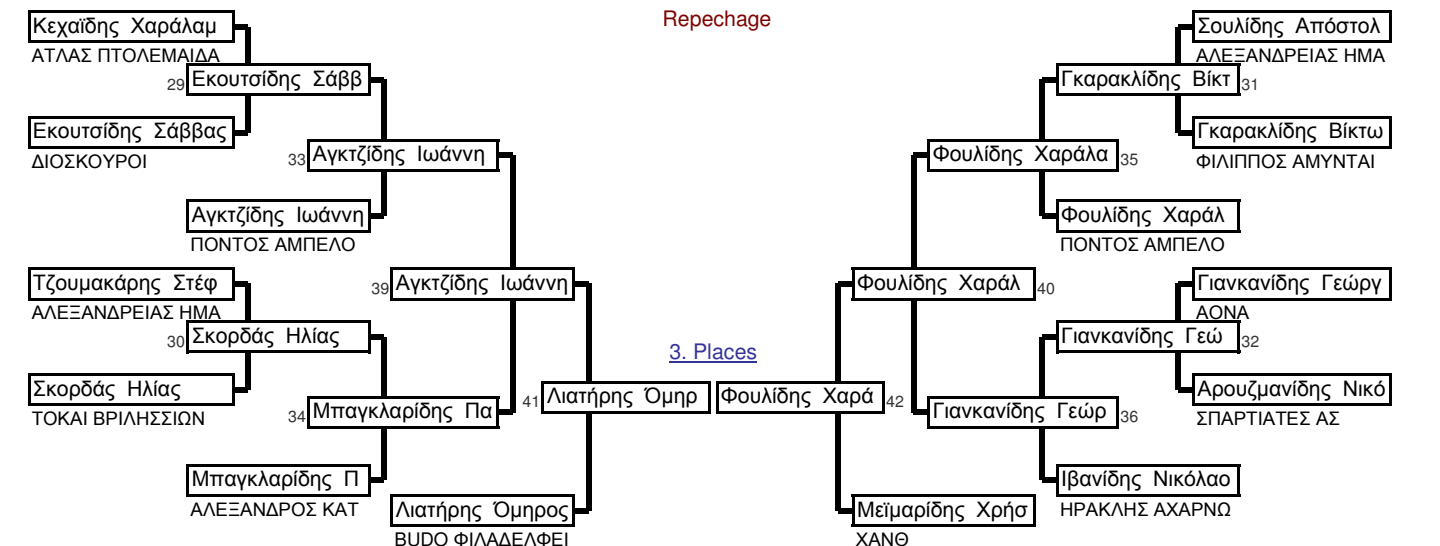 Repechage
Κεχαϊδης Χαράλαμ
ΑΤΛΑΣ ΠΤΟΛΕΜΑΙΔΑ
29 Εκουτσίδης Σάββ
Εκουτσίδης Σάββας
ΔΙΟΣΚΟΥΡΟΙ
33 Αγκτζίδης Ιωάννη
Αγκτζίδης Ιωάννη
ΠΟΝΤΟΣ ΑΜΠΕΛΟ
Τζουμακάρης Στέφ
ΑΛΕΞΑΝΔΡΕΙΑΣ ΗΜΑ
39 Αγκτζίδης Ιωάννη
30 Σκορδάς Ηλίας
Σκορδάς Ηλίας
ΤΟΚΑΙ ΒΡΙΛΗΣΣΙΩΝ
34 Μπαγκλαρίδης Πα
Μπαγκλαρίδης Π
ΑΛΕΞΑΝΔΡΟΣ ΚΑΤ
41 Λιατήρης Όμηρ
Λιατήρης Όμηρος
BUDO ΦΙΛΑΔΕΛΦΕΙ
3. Places
Σουλίδης Απόστολ
ΑΛΕΞΑΝΔΡΕΙΑΣ ΗΜΑ
Γκαρακλίδης Βίκτ 31
Γκαρακλίδης Βίκτω
ΦΙΛΙΠΠΟΣ ΑΜΥΝΤΑΙ
Φουλίδης Χαράλα 35
Φουλίδης Χαράλ
ΠΟΝΤΟΣ ΑΜΠΕΛΟ
Φουλίδης Χαράλ 40
Γιανκανίδης Γεώργ
ΑΟΝΑ
Γιανκανίδης Γεώ 32
Αρουζμανίδης Νικό
ΣΠΑΡΤΙΑΤΕΣ ΑΣ
Φουλίδης Χαρά 42
Γιανκανίδης Γεώρ 36
Ιβανίδης Νικόλαο
ΗΡΑΚΛΗΣ ΑΧΑΡΝΩ
Μεϊμαρίδης Χρήσ
ΧΑΝΘ